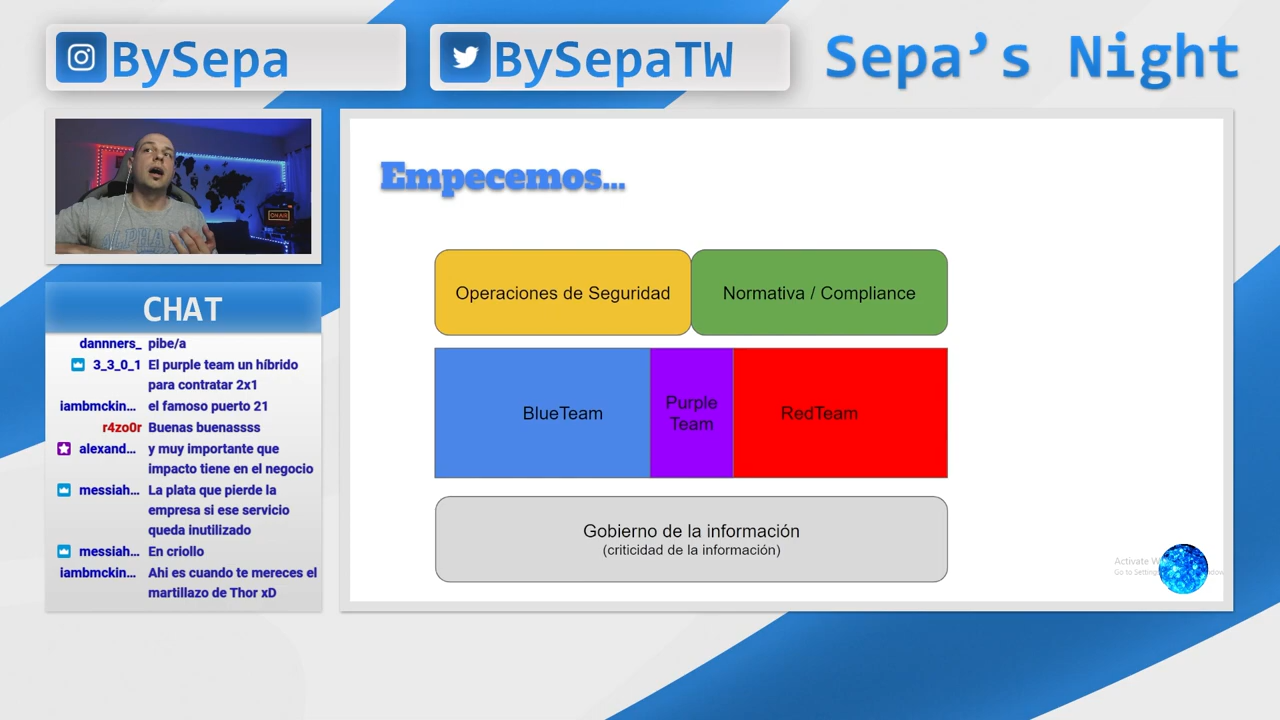 BySepa
BySepaTW
Sepa's Night
CHAT
dannners_ pibe/a
3_3_0_1 El purple team un híbrido
para contratar 2x1
iambmckin... el famoso puerto 21
r4zo0r Buenas buenassss
alexand... y muy importante que
impacto tiene en el negocio
messiah... La plata que pierde la
empresa si ese servicio
queda inutilizado
messiah... En criollo
iambmckin... Ahi es cuando te mereces el
martillazo de Thor xD
Empecemos...
Operaciones de Seguridad
Normativa / Compliance
BlueTeam
Purple
Team
RedTeam
Gobierno de la información
(criticidad de la información)
Activate
Go to